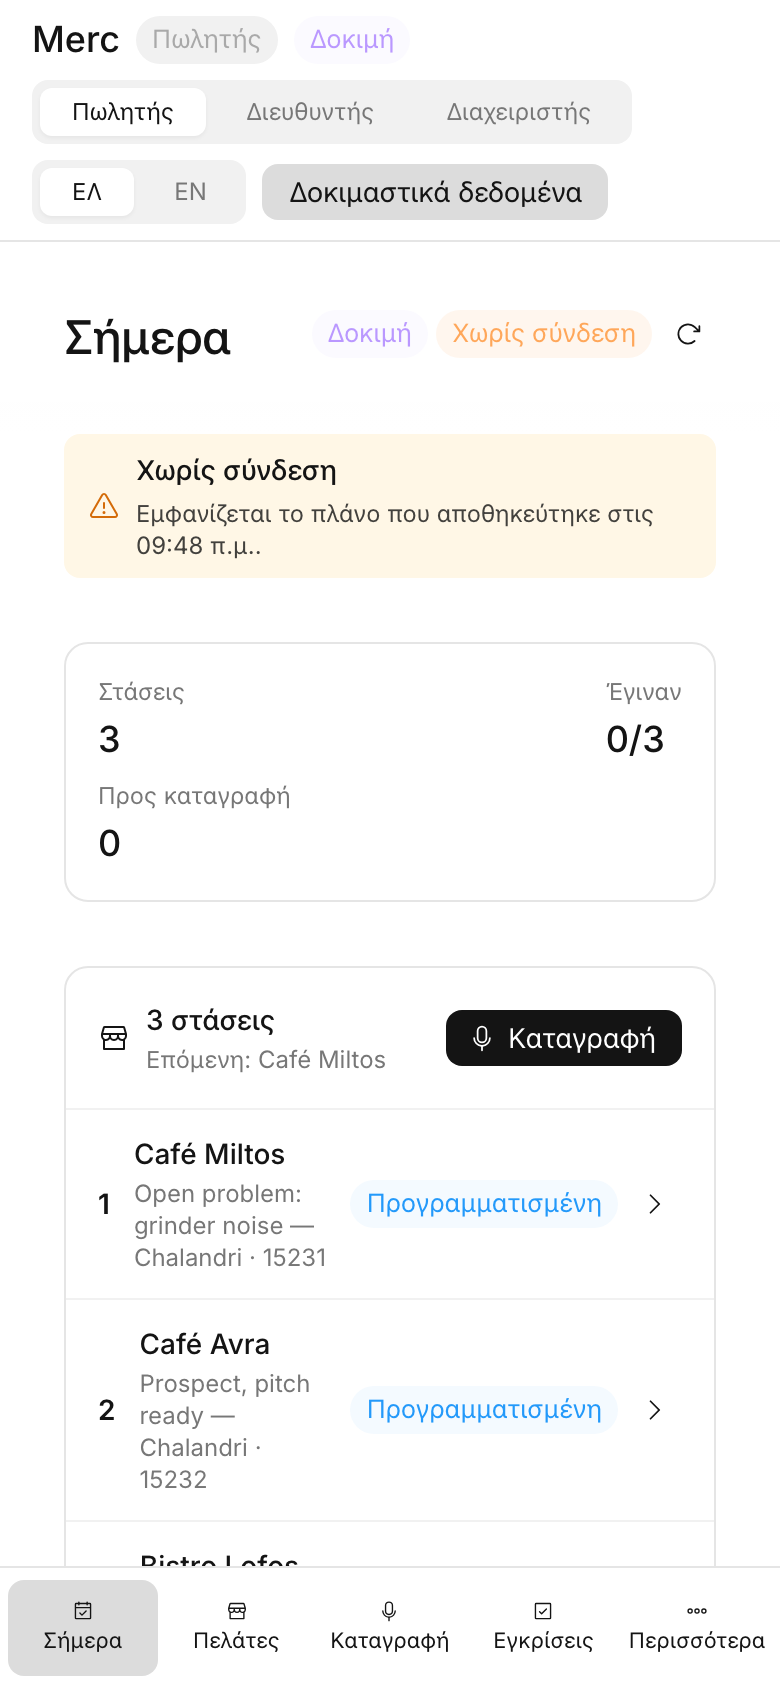 Merc Πωλητής Δοκιμή
Πωλητής Διευθυντής Διαχειριστής
ΕΛ EN Δοκιμαστικά δεδομένα
Σήμερα Δοκιμή Χωρίς σύνδεση
Χωρίς σύνδεση
Εμφανίζεται το πλάνο που αποθηκεύτηκε στις
09:48 π.μ..
Στάσεις Έγιναν
3 0/3
Προς καταγραφή
0
3 στάσεις
Επόμενη: Café Miltos
Καταγραφή
Café Miltos
1 Open problem:
grinder noise —
Chalandri · 15231
Προγραμματισμένη
Café Avra
2 Prospect, pitch
ready —
Chalandri ·
15232
Προγραμματισμένη
Bistro Lofos
Σήμερα Πελάτες Καταγραφή Εγκρίσεις Περισσότερα